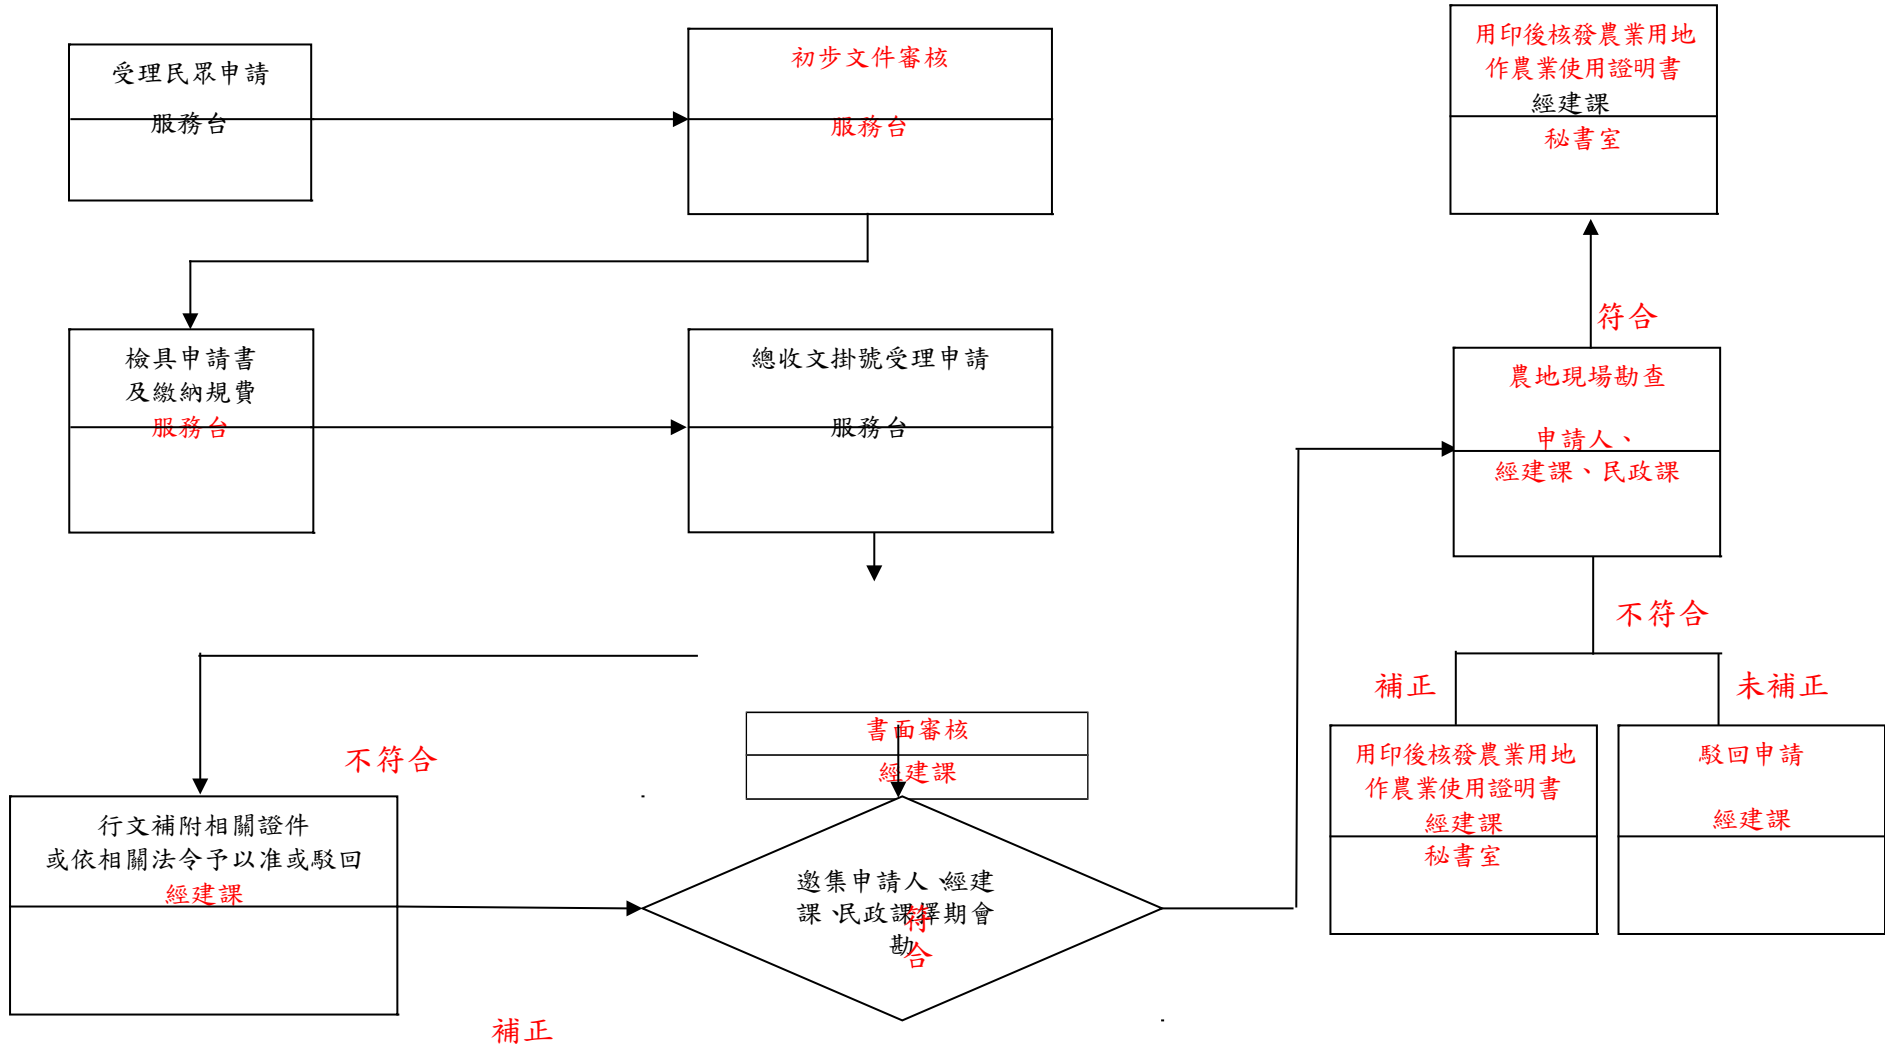 受理民眾申請
服務台
初步文件審核
服務台
檢具申請書
及繳納規費
服務台
總收文掛號受理申請
服務台
不符合
書面審核
經建課
行文補附相關證件
或依相關法令予以准或駁回
經建課
補正
邀集申請人、經建
課、民政課擇期會
勘
符
合
用印後核發農業用地
作農業使用證明書
經建課
秘書室
符合
農地現場勘查
申請人、
經建課、民政課
不符合
補正
未補正
用印後核發農業用地
作農業使用證明書
經建課
秘書室
駁回申請
經建課